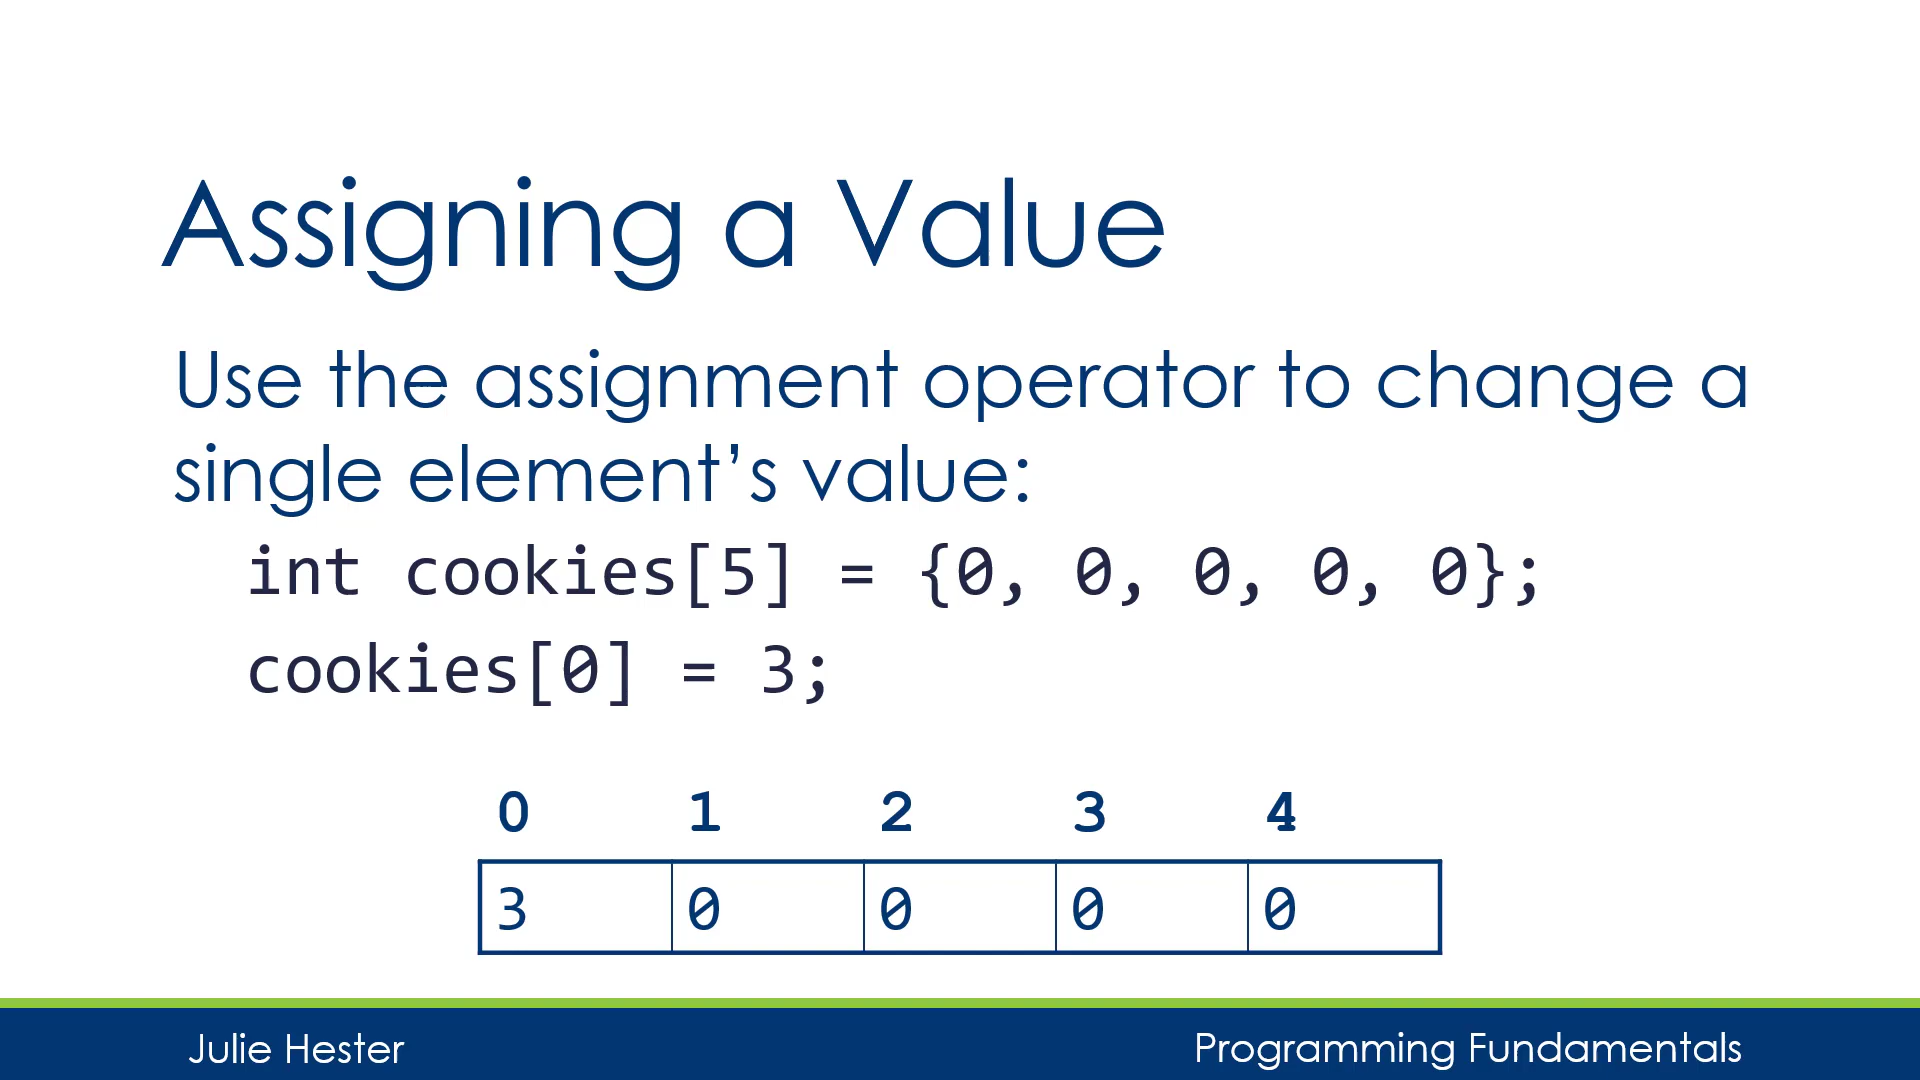 Assigning a Value
Use the assignment operator to change a
single element’s value:
int cookies[5] = {0, 0, 0, 0, 0};
cookies[0] = 3;
0 1 2 3 4
3 0 0 0 0
Julie Hester
Programming Fundamentals